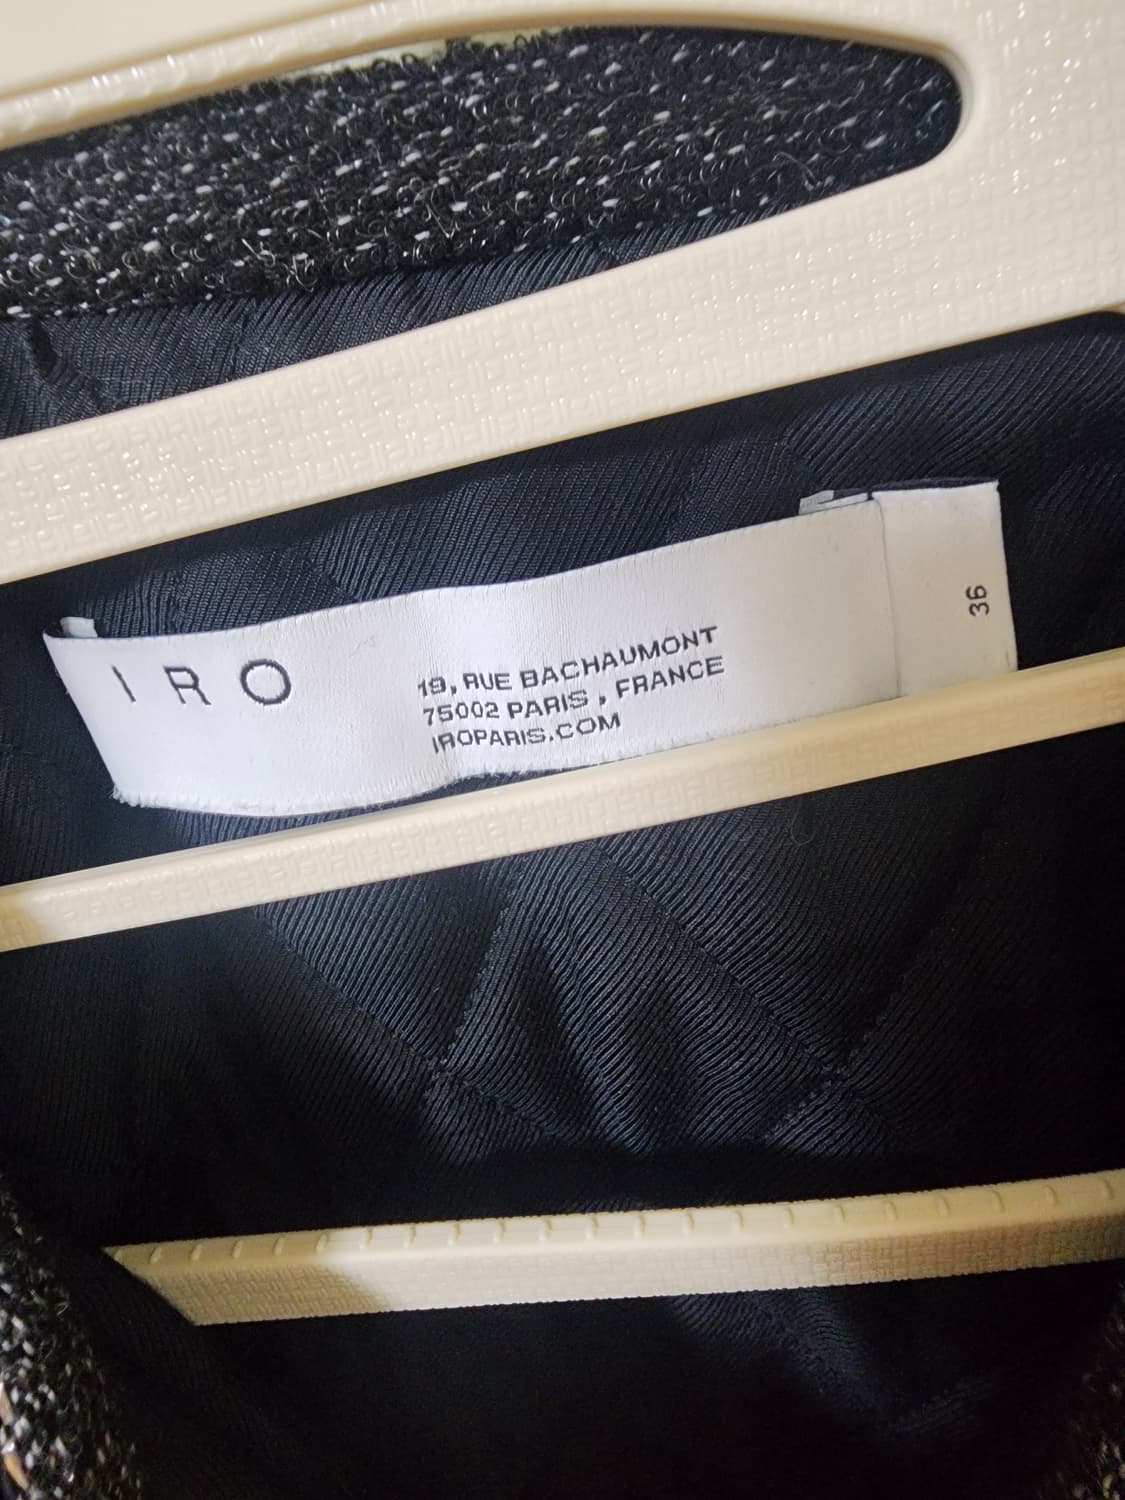 IRO
19, RUE BACHAUMONT
75002 PARIS, FRANCE
IROPARIS.COM
36